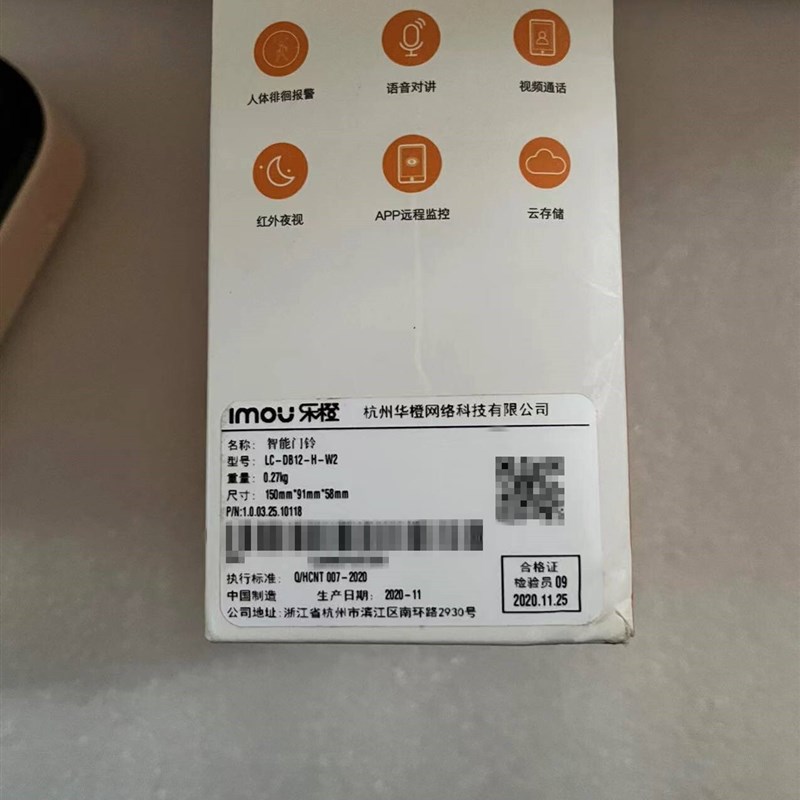 人体徘徊报警
语音对讲
视频通话
红外夜视
APP远程监控
云存储
imou 乐橙 杭州华橙网络科技有限公司
名称: 智能门铃
型号: LC-DB12-H-W2
重量: 0.27kg
尺寸: 150mm*91mm*58mm
P/N:1.0.03.25.10118
执行标准: Q/HCNT 007-2020
中国制造 生产日期: 2020-11
公司地址:浙江省杭州市滨江区南环路2930号
合格证
检验员 09
2020.11.25